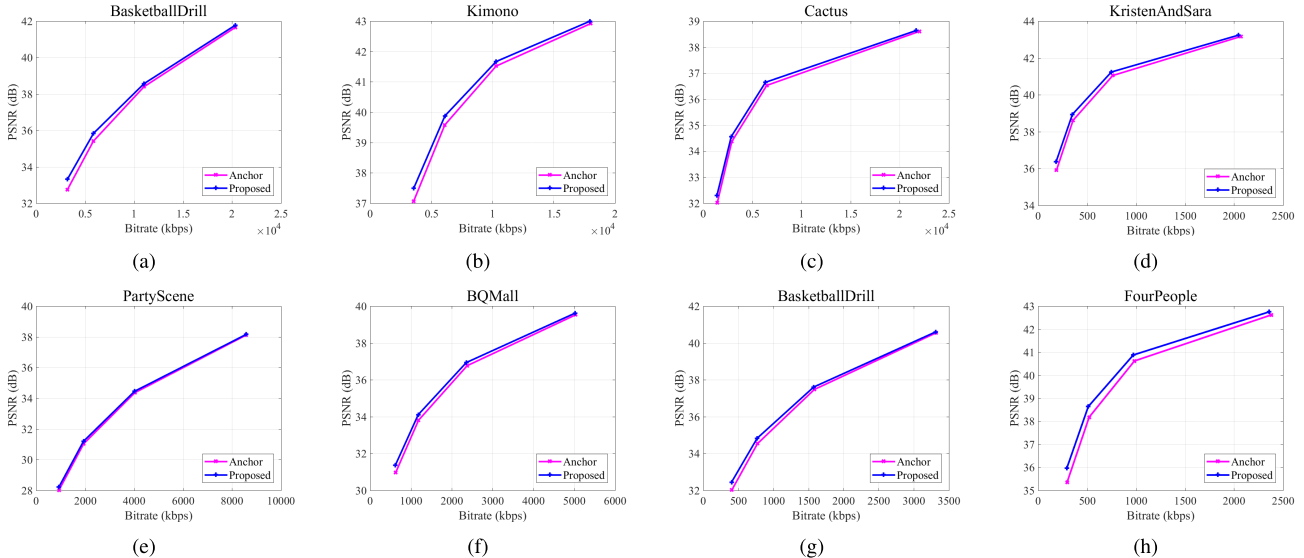 BasketballDrill
42
40
38
36
34
32
PSNR (dB)
0 0.5 1 1.5 2 2.5
Bitrate (kbps)
×10⁴
Anchor
Proposed
(a)
Kimono
43
42
41
40
39
38
37
PSNR (dB)
0 0.5 1 1.5 2
Bitrate (kbps)
×10⁴
Anchor
Proposed
(b)
Cactus
39
38
37
36
35
34
33
32
PSNR (dB)
0 0.5 1 1.5 2 2.5
Bitrate (kbps)
×10⁴
Anchor
Proposed
(c)
KristenAndSara
44
42
40
38
36
34
PSNR (dB)
0 500 1000 1500 2000 2500
Bitrate (kbps)
Anchor
Proposed
(d)
PartyScene
40
38
36
34
32
30
28
PSNR (dB)
0 2000 4000 6000 8000 10000
Bitrate (kbps)
Anchor
Proposed
(e)
BQMall
40
38
36
34
32
30
PSNR (dB)
0 1000 2000 3000 4000 5000 6000
Bitrate (kbps)
Anchor
Proposed
(f)
BasketballDrill
42
40
38
36
34
32
PSNR (dB)
0 500 1000 1500 2000 2500 3000 3500
Bitrate (kbps)
Anchor
Proposed
(g)
FourPeople
43
42
41
40
39
38
37
36
35
PSNR (dB)
0 500 1000 1500 2000 2500
Bitrate (kbps)
Anchor
Proposed
(h)